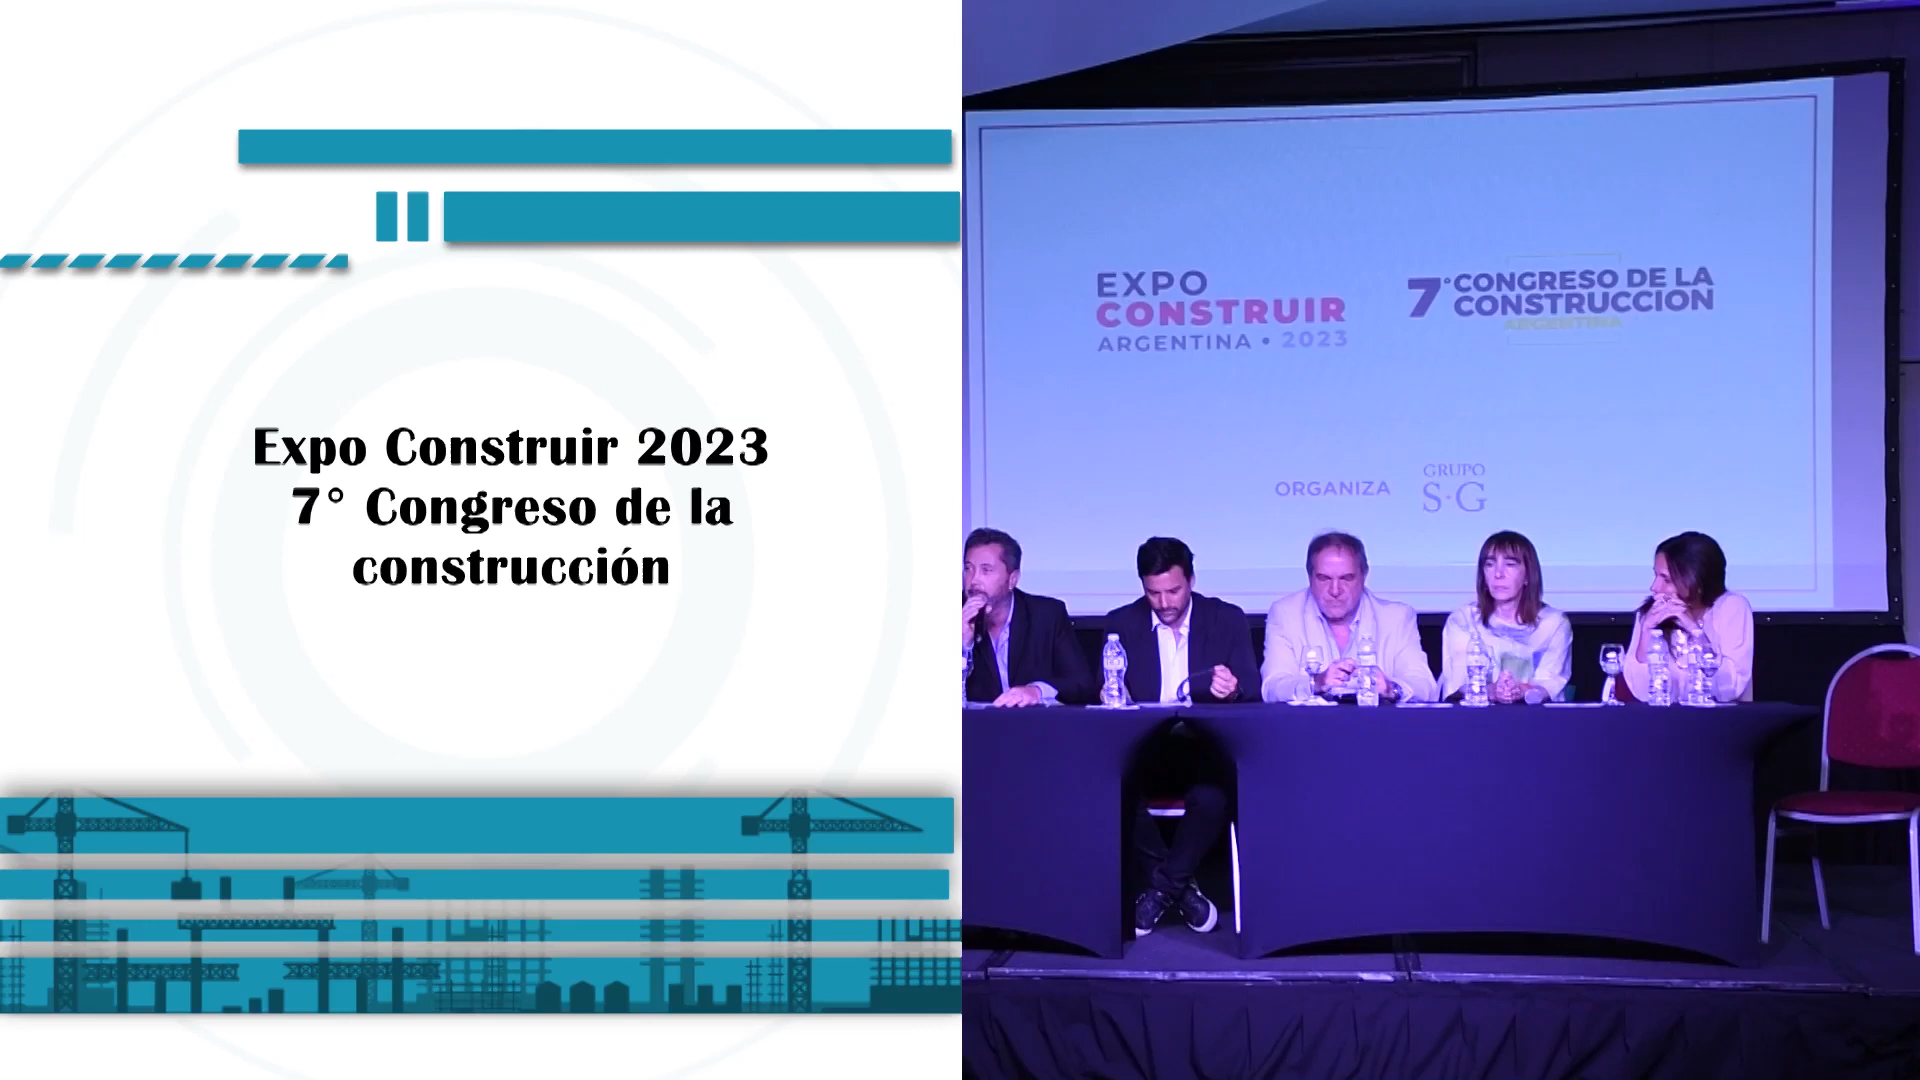 Expo Construir 2023
7° Congreso de la
construcción
EXPO
CONSTRUIR
ARGENTINA • 2023
7° CONGRESO DE LA
CONSTRUCCION
ARGENTINA
ORGANIZA
GRUPO
S·G